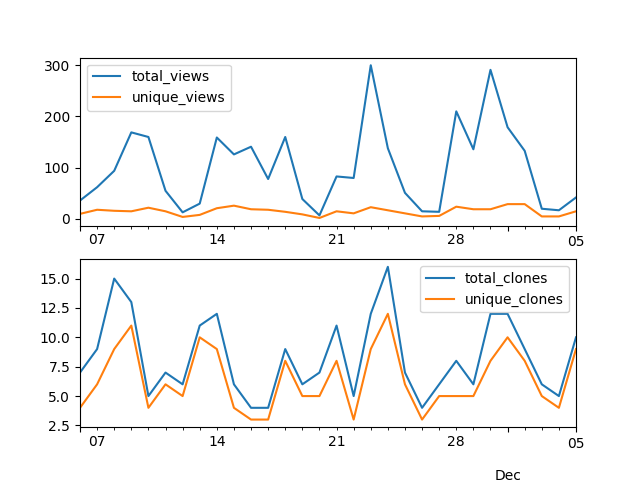 300
200
100
0
total_views
unique_views
07 14 21 28 05
15.0
12.5
10.0
7.5
5.0
2.5
total_clones
unique_clones
07 14 21 28 05
Dec